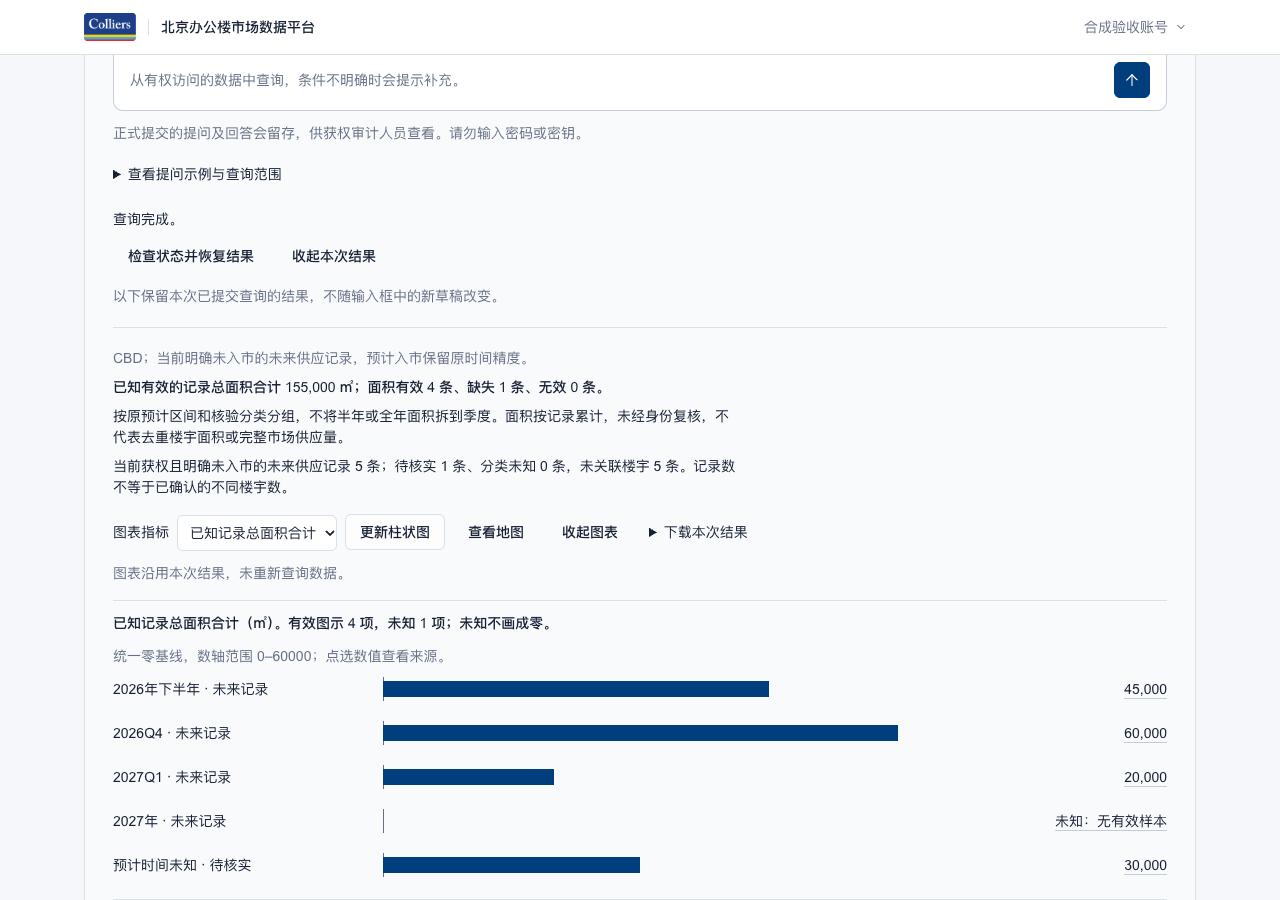 Colliers
北京办公楼市场数据平台
合成验收账号
从有权访问的数据中查询，条件不明确时会提示补充。
正式提交的提问及回答会留存，供获权审计人员查看。请勿输入密码或密钥。
查看提问示例与查询范围
查询完成。
检查状态并恢复结果
收起本次结果
以下保留本次已提交查询的结果，不随输入框中的新草稿改变。
CBD；当前明确未入市的未来供应记录，预计入市保留原时间精度。
已知有效的记录总面积合计 155,000 ㎡；面积有效 4 条、缺失 1 条、无效 0 条。
按原预计区间和核验分类分组，不将半年或全年面积拆到季度。面积按记录累计，未经身份复核，不
代表去重楼宇面积或完整市场供应量。
当前获权且明确未入市的未来供应记录 5 条；待核实 1 条、分类未知 0 条，未关联楼宇 5 条。记录数
不等于已确认的不同楼宇数。
图表指标
已知记录总面积合计
更新柱状图
查看地图
收起图表
下载本次结果
图表沿用本次结果，未重新查询数据。
已知记录总面积合计（㎡）。有效图示 4 项，未知 1 项；未知不画成零。
统一零基线，数轴范围 0–60000；点选数值查看来源。
2026年下半年 · 未来记录
45,000
2026Q4 · 未来记录
60,000
2027Q1 · 未来记录
20,000
2027年 · 未来记录
未知：无有效样本
预计时间未知 · 待核实
30,000